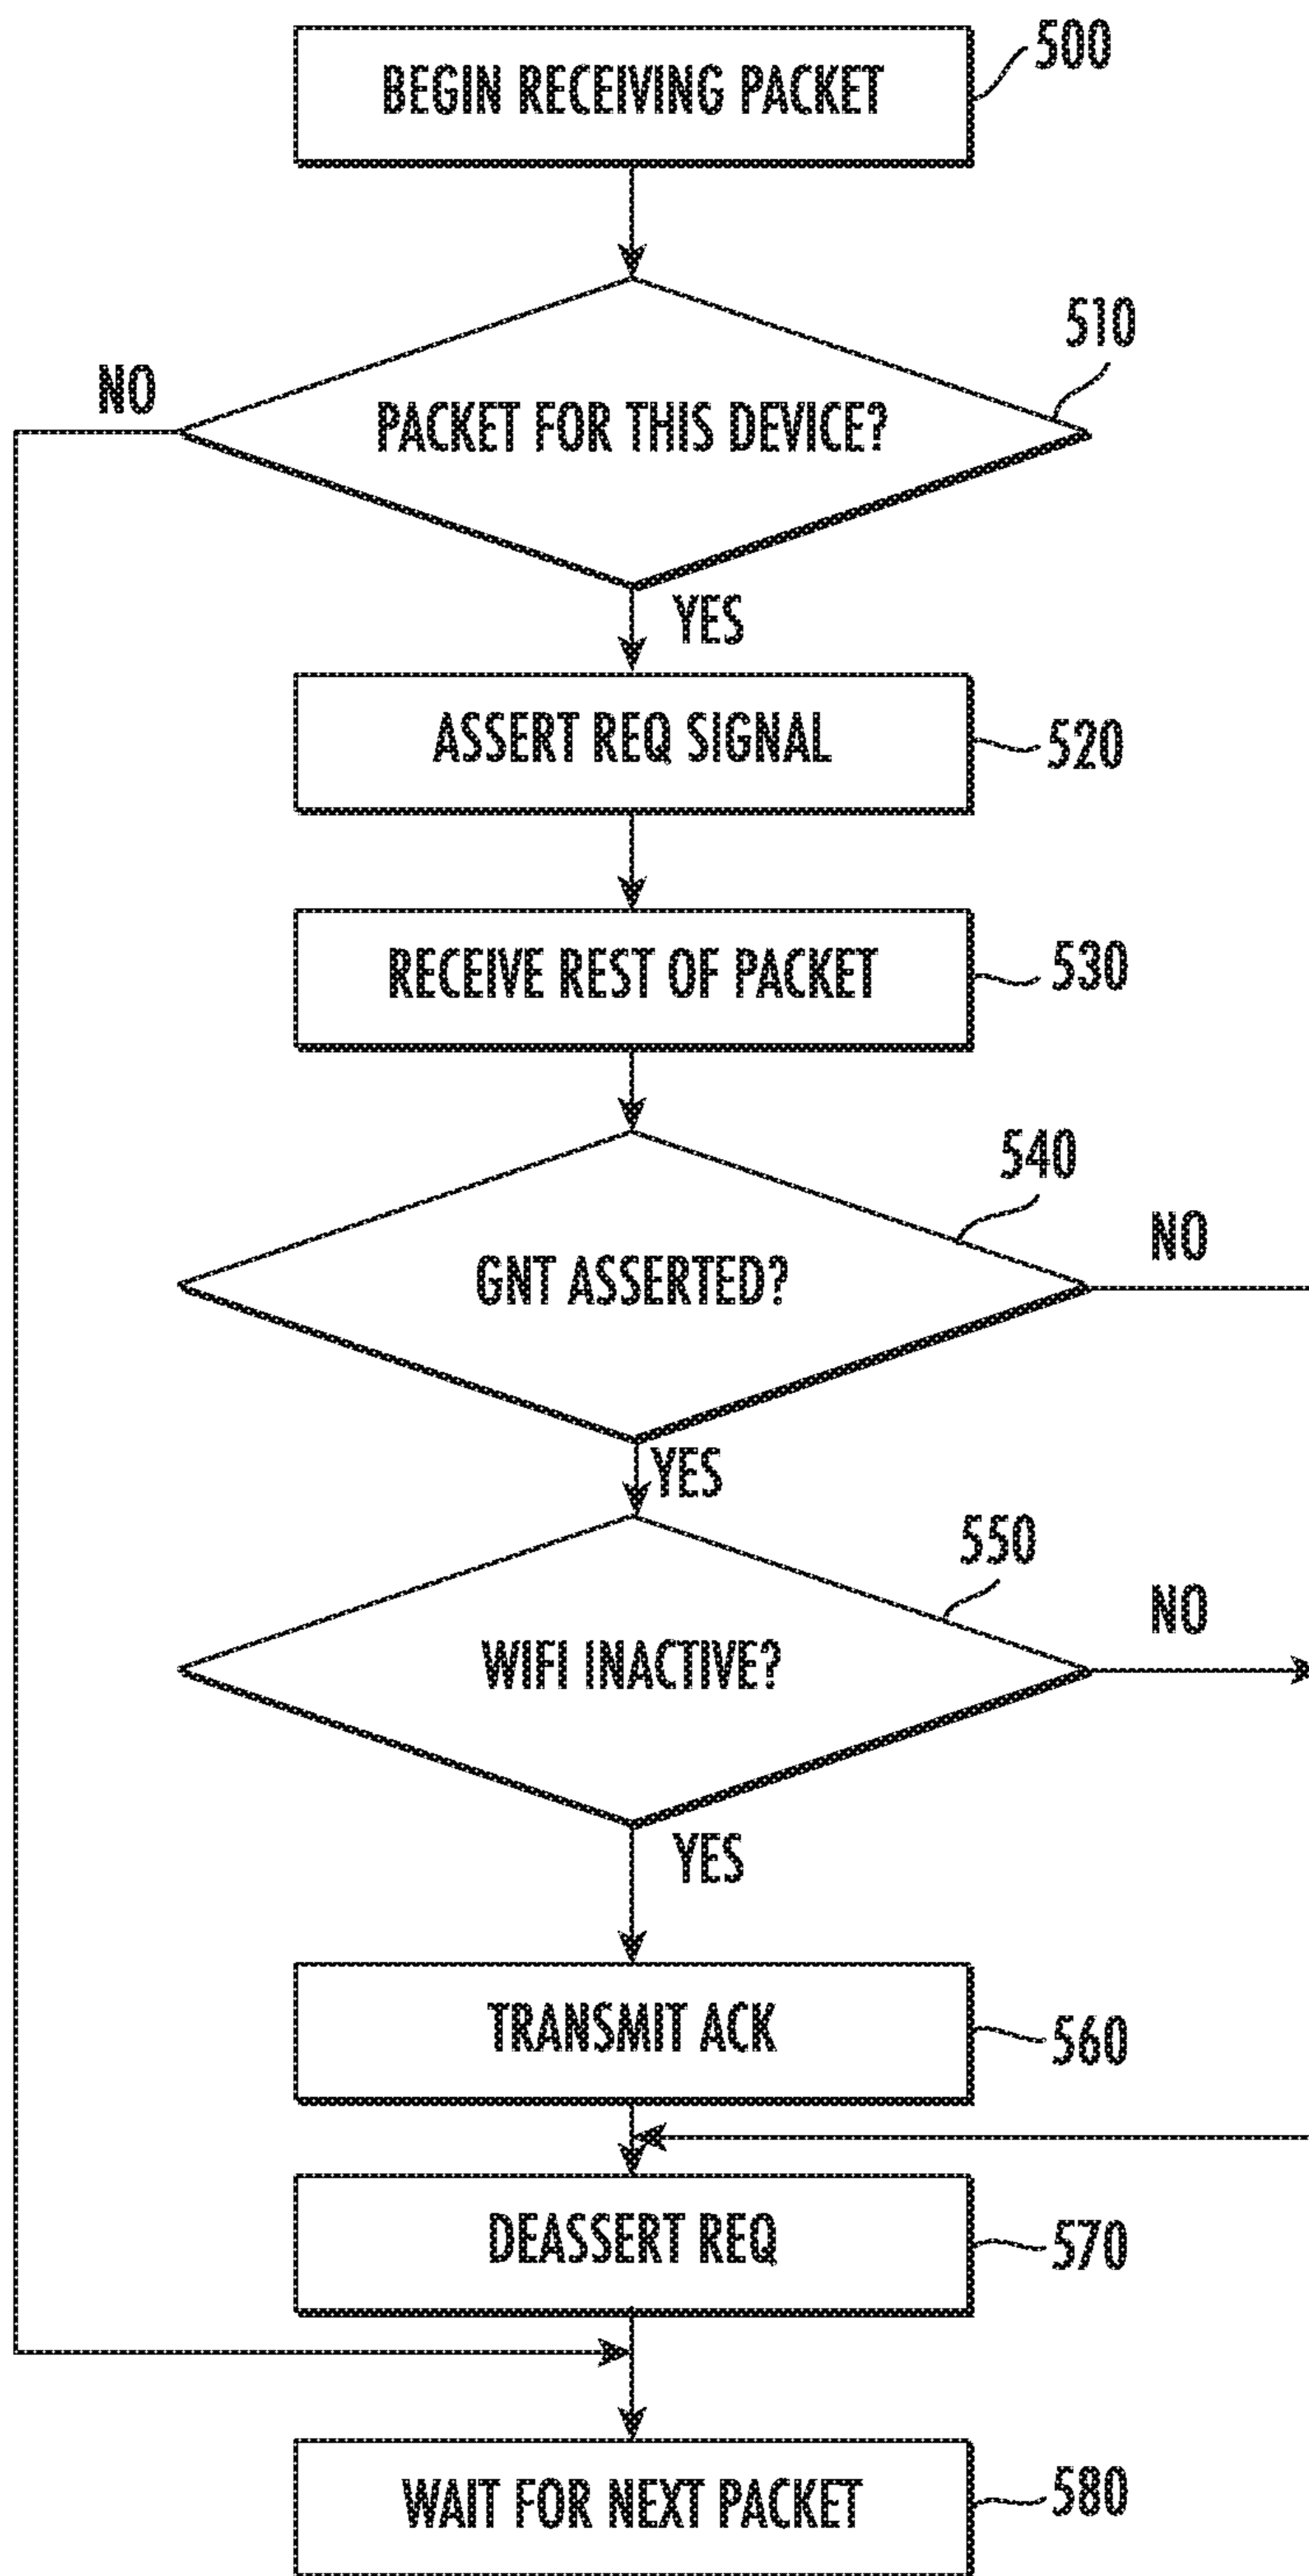 BEGIN RECEIVING PACKET
500
510
NO
PACKET FOR THIS DEVICE?
YES
ASSERT REQ SIGNAL
520
RECEIVE REST OF PACKET
530
540
NO
GNT ASSERTED?
YES
550
NO
WIFI INACTIVE?
YES
TRANSMIT ACK
560
DEASSERT REQ
570
WAIT FOR NEXT PACKET
580